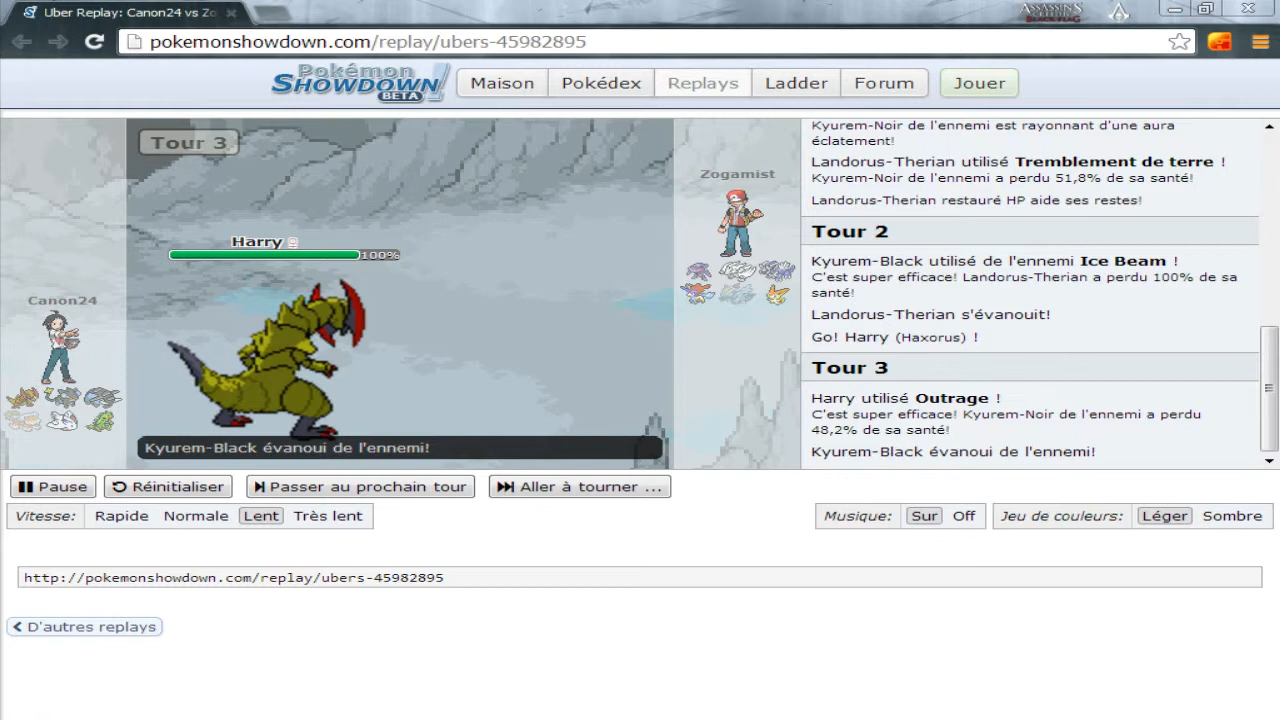 Uber Replay: Canon24 vs Zo
ASSASSIN'S
BLACK FLAG
pokemonshowdown.com/replay/ubers-45982895
Pokémon
SHOWDOWN!
BETA
Maison Pokédex Replays Ladder Forum Jouer
Tour 3
Harry
100%
Canon24
Zogamist
Kyurem-Black évanoui de l'ennemi!
Kyurem-Noir de l'ennemi est rayonnant d'une aura
éclatement!
Landorus-Therian utilisé Tremblement de terre !
Kyurem-Noir de l'ennemi a perdu 51,8% de sa santé!
Landorus-Therian restauré HP aide ses restes!
Tour 2
Kyurem-Black utilisé de l'ennemi Ice Beam !
C'est super efficace! Landorus-Therian a perdu 100% de sa
santé!
Landorus-Therian s'évanouit!
Go! Harry (Haxorus) !
Tour 3
Harry utilisé Outrage !
C'est super efficace! Kyurem-Noir de l'ennemi a perdu
48,2% de sa santé!
Kyurem-Black évanoui de l'ennemi!
Pause Réinitialiser Passer au prochain tour Aller à tourner ...
Vitesse: Rapide Normale Lent Très lent
Musique: Sur Off Jeu de couleurs: Léger Sombre
http://pokemonshowdown.com/replay/ubers-45982895
D'autres replays